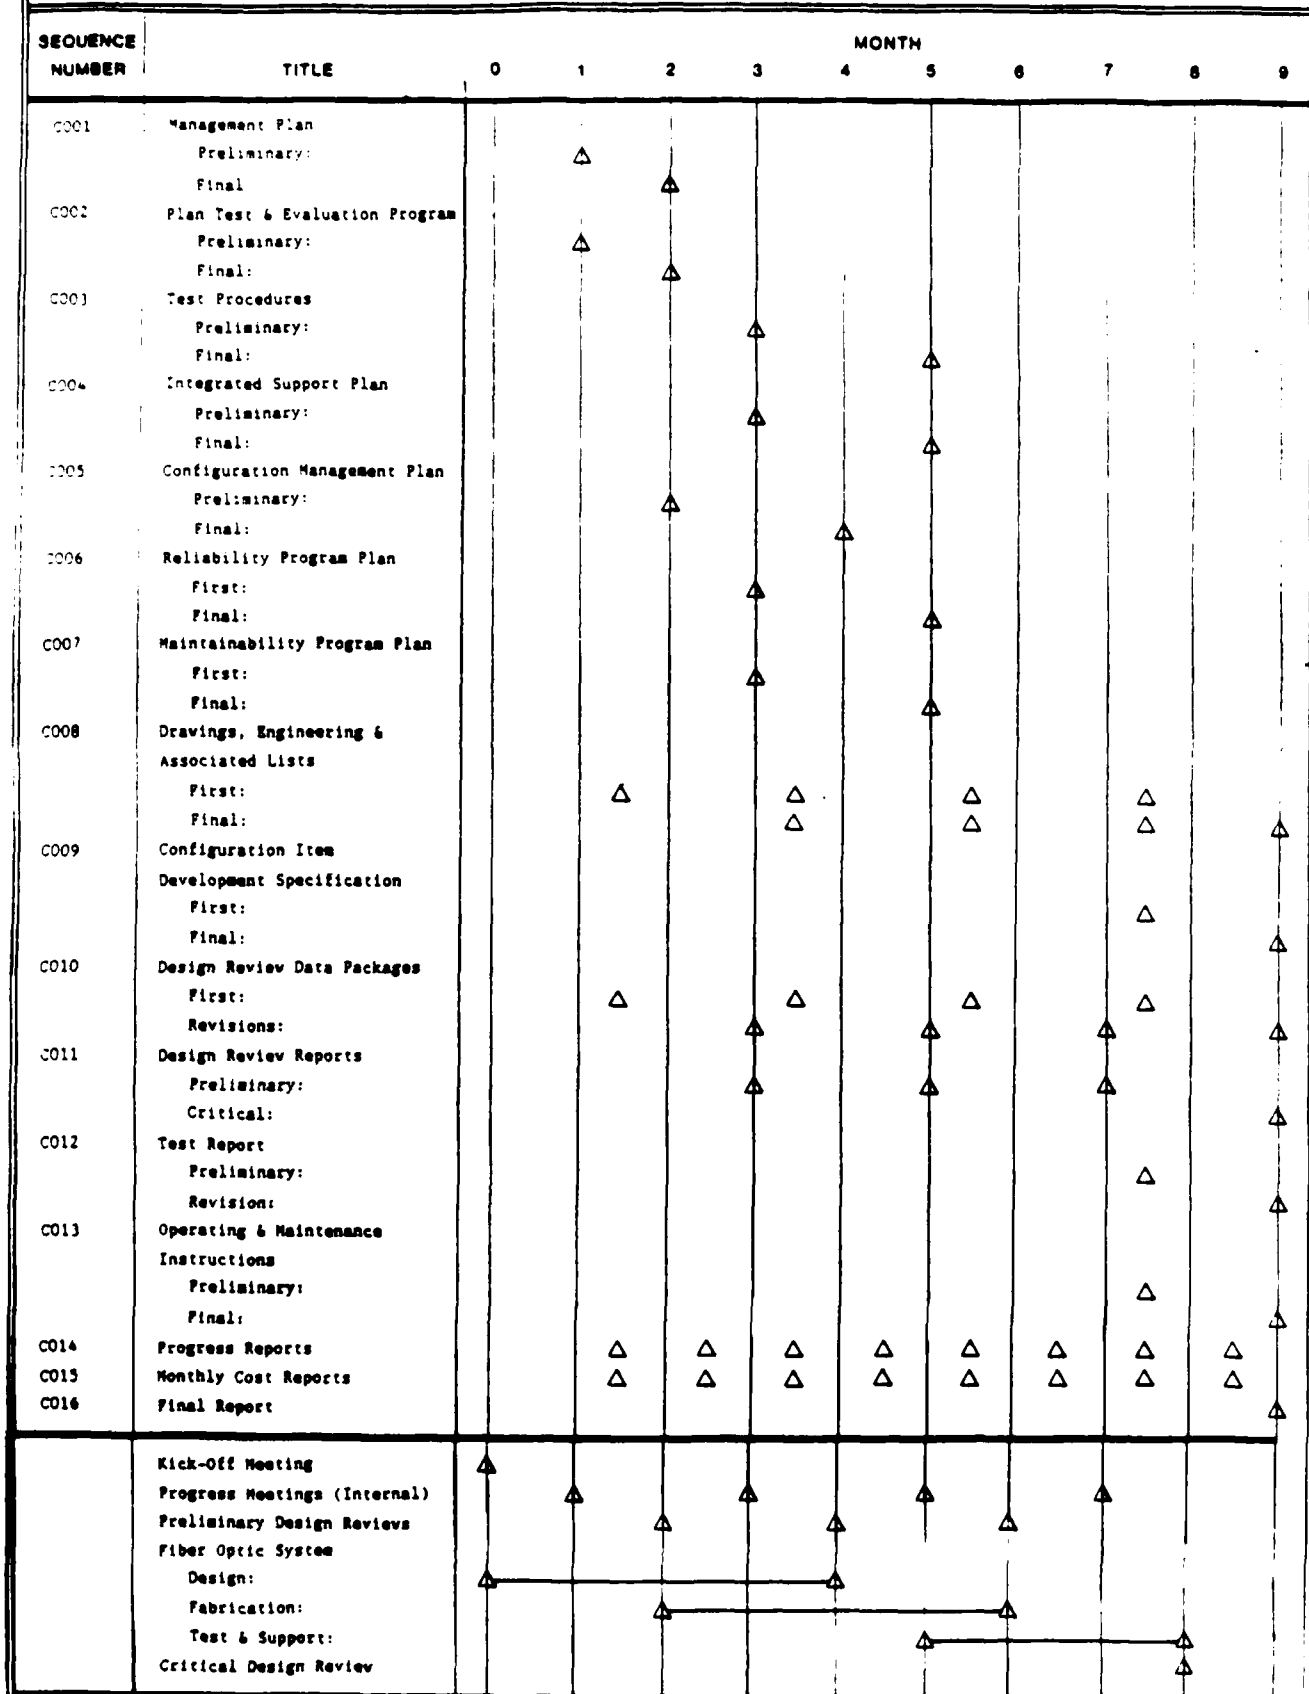 SEQUENCE MONTH
NUMBER TITLE 0 1 2 3 4 5 6 7 8 9
C001 Management Plan
Preliminary:
Final
C002 Plan Test & Evaluation Program
Preliminary:
Final:
C003 Test Procedures
Preliminary:
Final:
C004 Integrated Support Plan
Preliminary:
Final:
C005 Configuration Management Plan
Preliminary:
Final:
C006 Reliability Program Plan
First:
Final:
C007 Maintainability Program Plan
First:
Final:
C008 Drawings, Engineering &
Associated Lists
First:
Final:
C009 Configuration Item
Development Specification
First:
Final:
C010 Design Review Data Packages
First:
Revisions:
C011 Design Review Reports
Preliminary:
Critical:
C012 Test Report
Preliminary:
Revision:
C013 Operating & Maintenance
Instructions
Preliminary:
Final:
C014 Progress Reports
C015 Monthly Cost Reports
C016 Final Report
Kick-Off Meeting
Progress Meetings (Internal)
Preliminary Design Reviews
Fiber Optic System
Design:
Fabrication:
Test & Support:
Critical Design Review